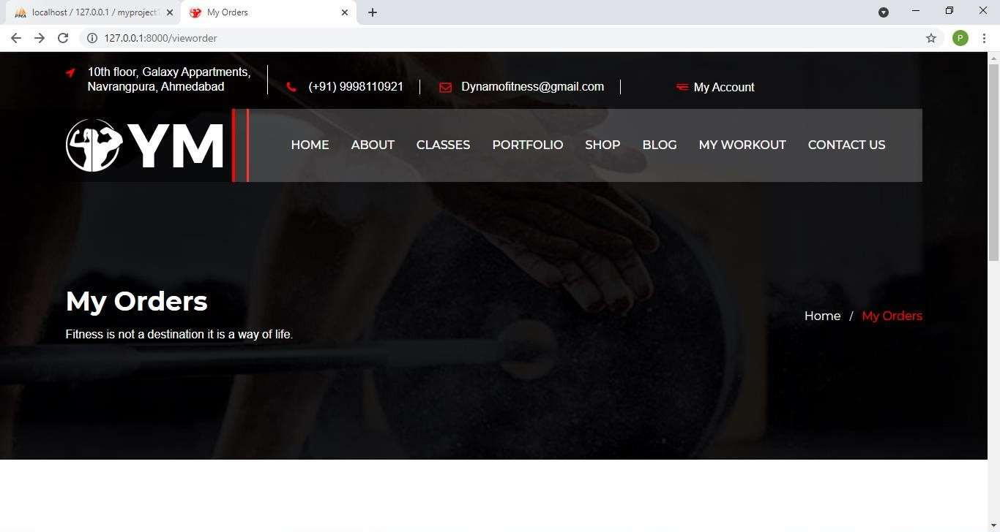 localhost / 127.0.0.1 / myproject
My Orders
127.0.0.1:8000/vieworder
P
10th floor, Galaxy Appartments,
Navrangpura, Ahmedabad
(+91) 9998110921
Dynamofitness@gmail.com
My Account
YM
HOME
ABOUT
CLASSES
PORTFOLIO
SHOP
BLOG
MY WORKOUT
CONTACT US
My Orders
Fitness is not a destination it is a way of life.
Home / My Orders